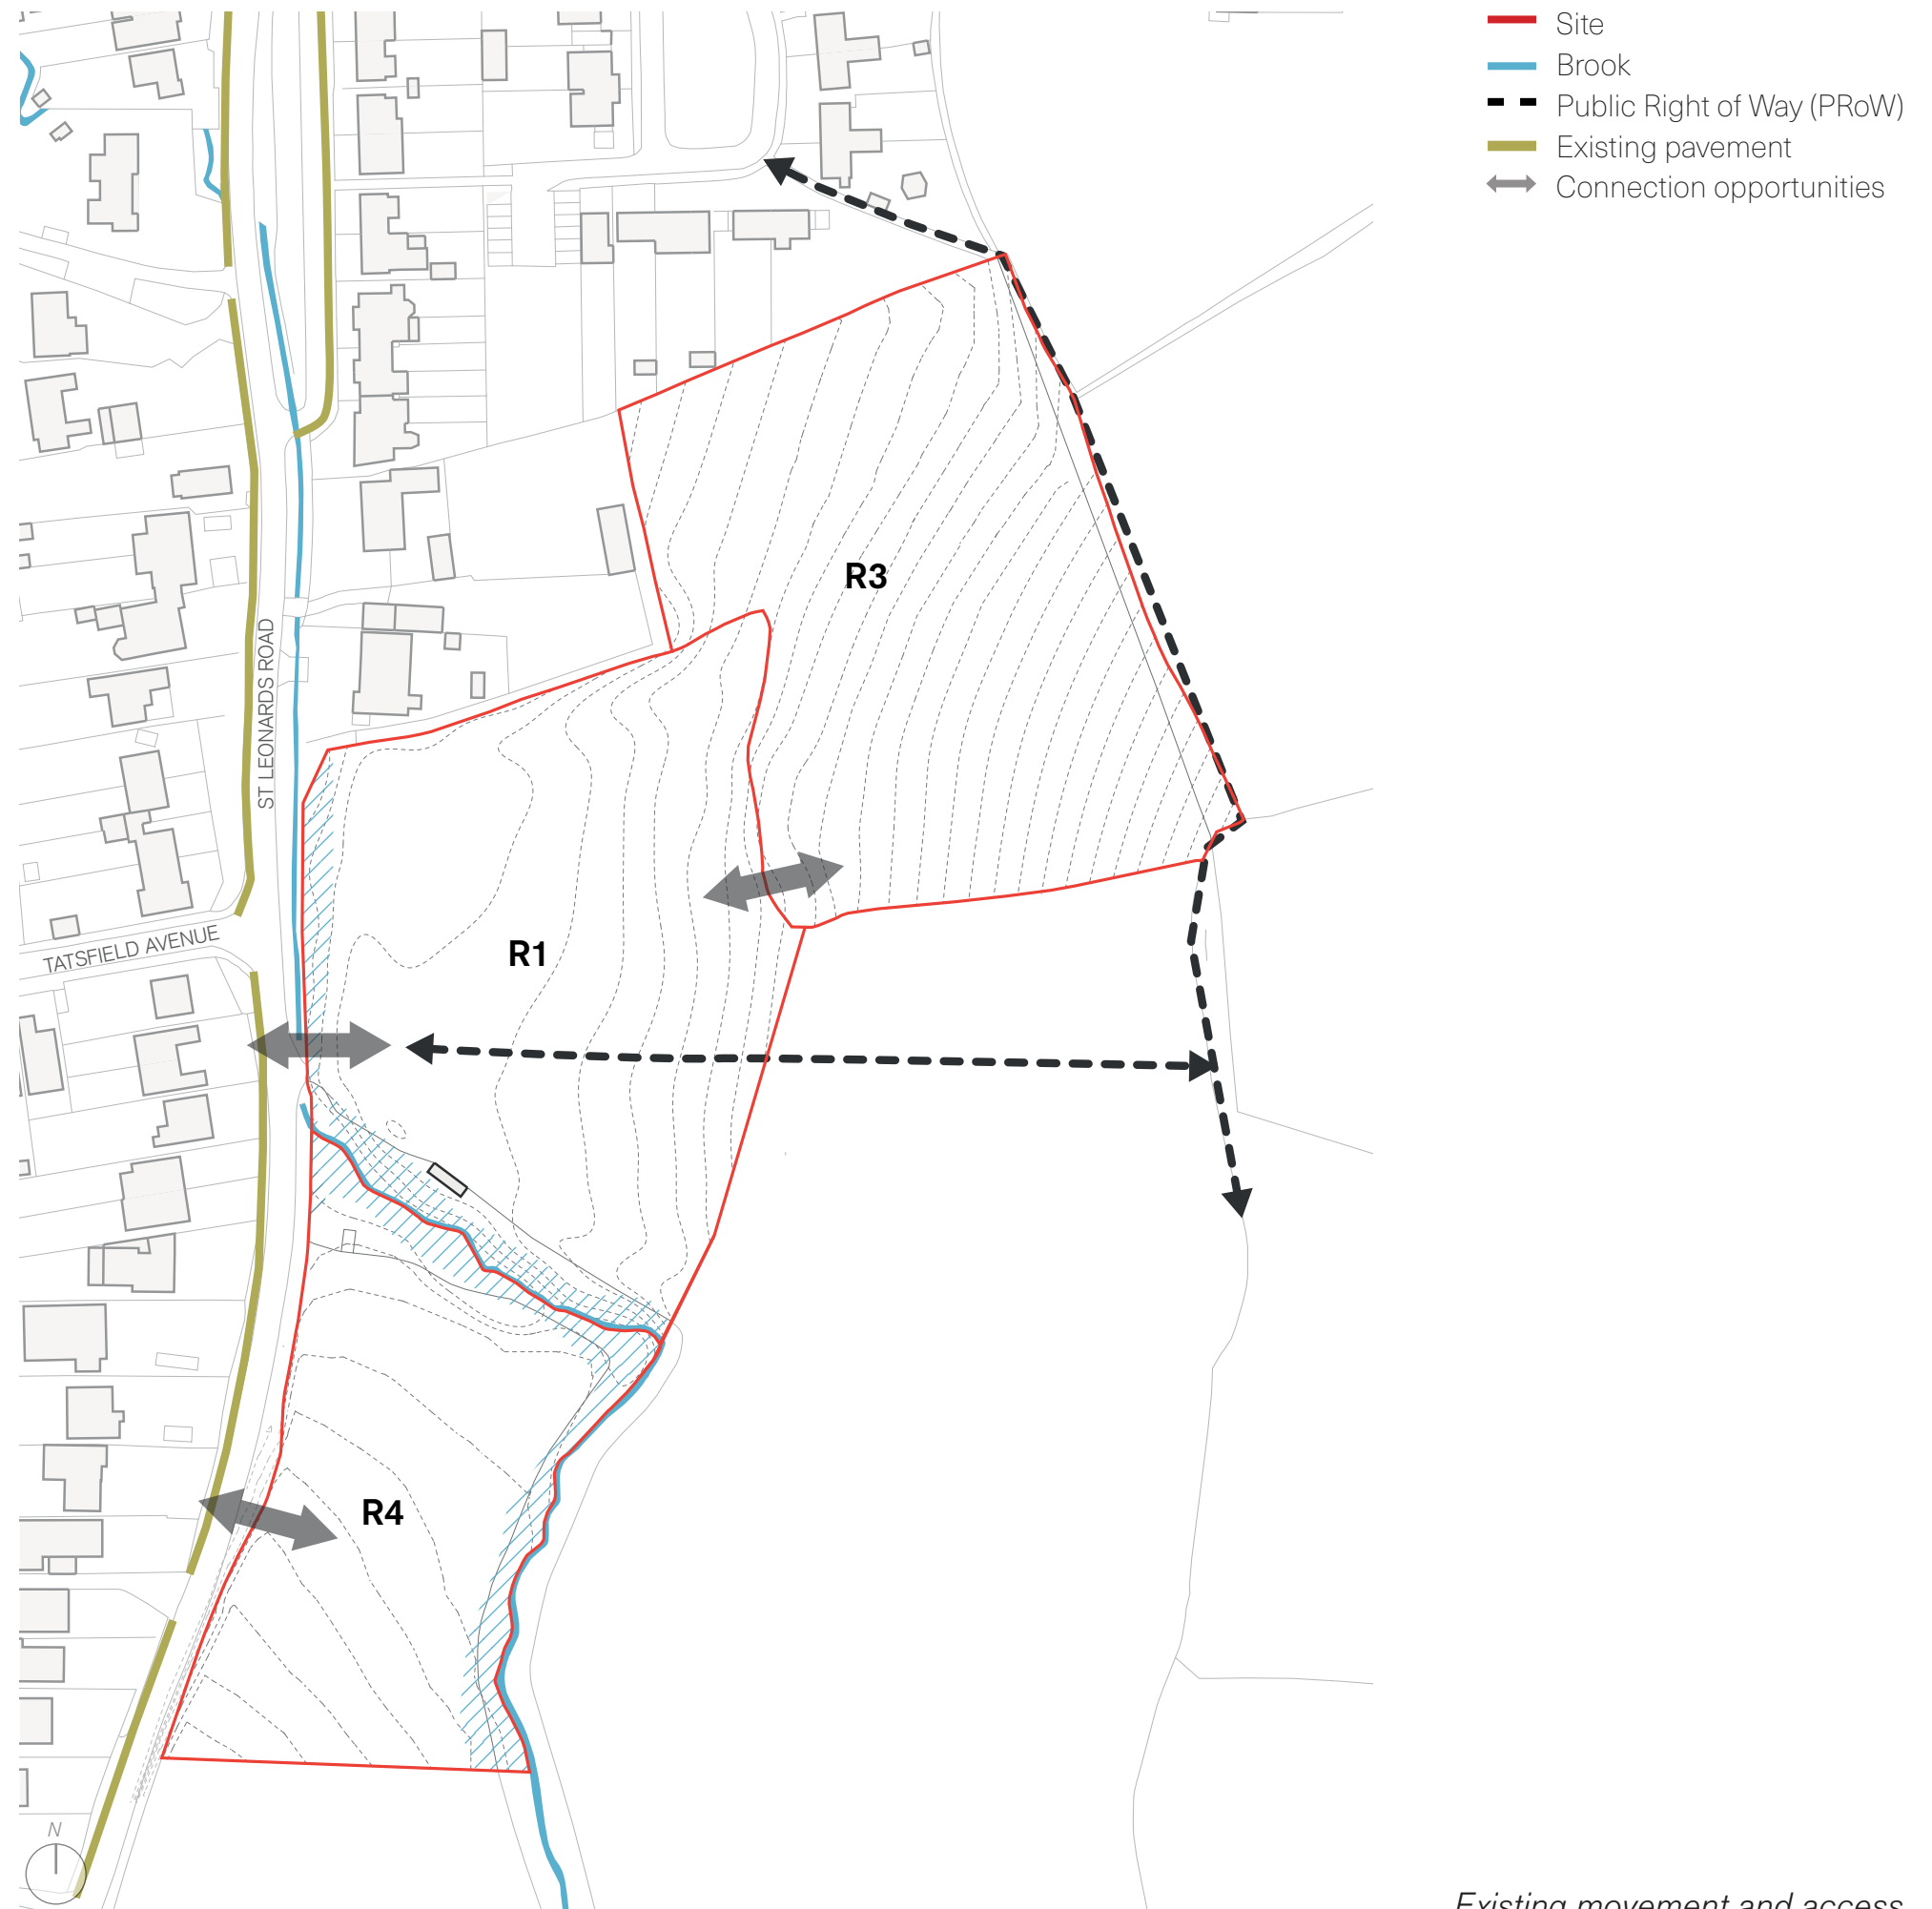 Site
Brook
Public Right of Way (PRoW)
Existing pavement
Connection opportunities
R3
ST LEONARDS ROAD
TATSFIELD AVENUE
R1
R4
N
Existing movement and access